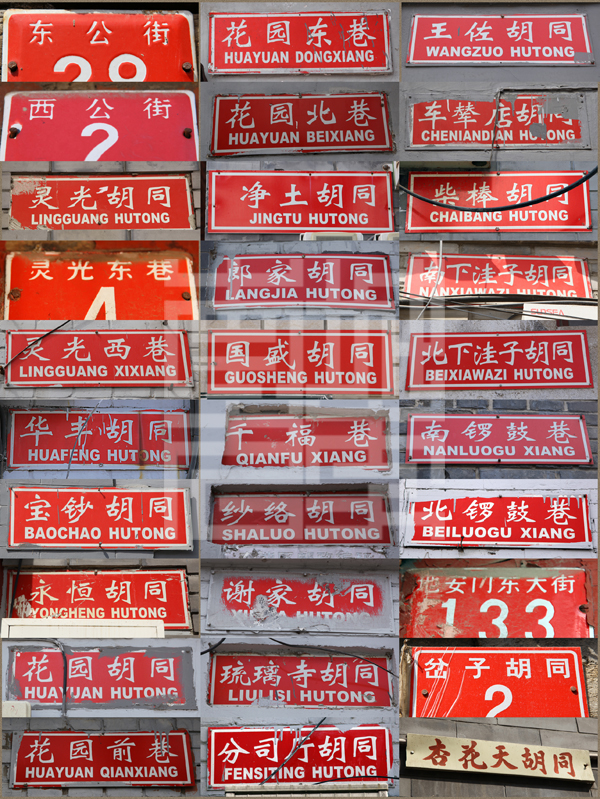 东公街
29
花园东巷
HUAYUAN DONGXIANG
王佐胡同
WANGZUO HUTONG
西公街
2
花园北巷
HUAYUAN BEIXIANG
车辇店胡同
CHENIANDIAN HUTONG
灵光胡同
LINGGUANG HUTONG
净土胡同
JINGTU HUTONG
柴棒胡同
CHAIBANG HUTONG
灵光东巷
4
郎家胡同
LANGJIA HUTONG
南下洼子胡同
NANXIAWAZI HUTONG
灵光西巷
LINGGUANG XIXIANG
国盛胡同
GUOSHENG HUTONG
北下洼子胡同
BEIXIAWAZI HUTONG
华丰胡同
HUAFENG HUTONG
千福巷
QIANFU XIANG
南锣鼓巷
NANLUOGU XIANG
宝钞胡同
BAOCHAO HUTONG
纱络胡同
SHALUO HUTONG
北锣鼓巷
BEILUOGU XIANG
永恒胡同
YONGHENG HUTONG
谢家胡同
HUTONG
地安门东大街
133
花园胡同
HUAYUAN HUTONG
琉璃寺胡同
LIULISI HUTONG
岔子胡同
2
花园前巷
HUAYUAN QIANXIANG
分司厅胡同
FENSITING HUTONG
杏花天胡同